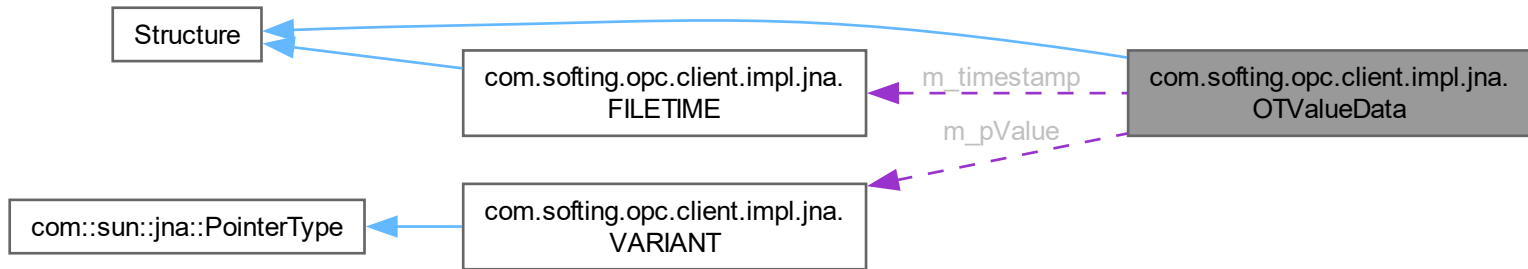 Structure
com.softing.opc.client.impl.jna.
FILETIME
m_timestamp
com.softing.opc.client.impl.jna.
OTValueData
m_pValue
com::sun::jna::PointerType
com.softing.opc.client.impl.jna.
VARIANT